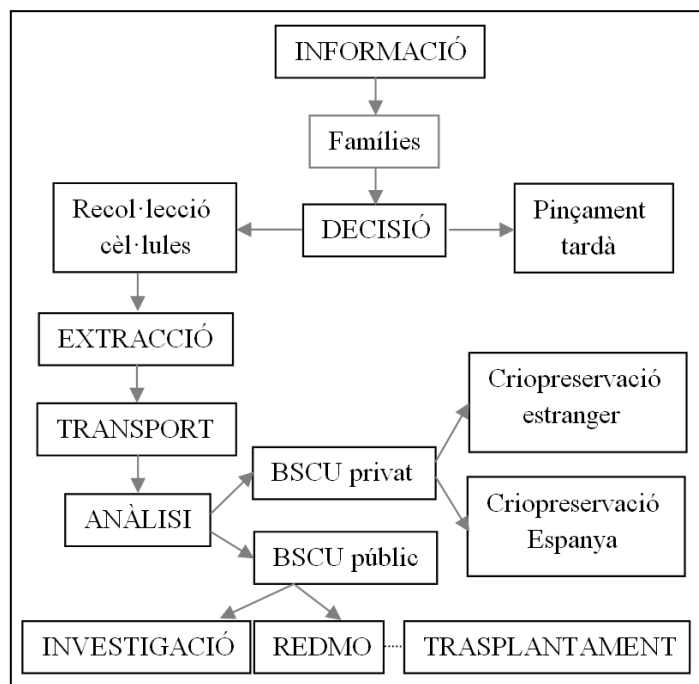 INFORMACIÓ
Famílies
Recol·lecció
cèl·lules
DECISIÓ
Pinçament
tardà
EXTRACCIÓ
TRANSPORT
ANÀLISI
BSCU privat
Criopreservació
estranger
Criopreservació
Espanya
BSCU públic
INVESTIGACIÓ
REDMO
TRASPLANTAMENT